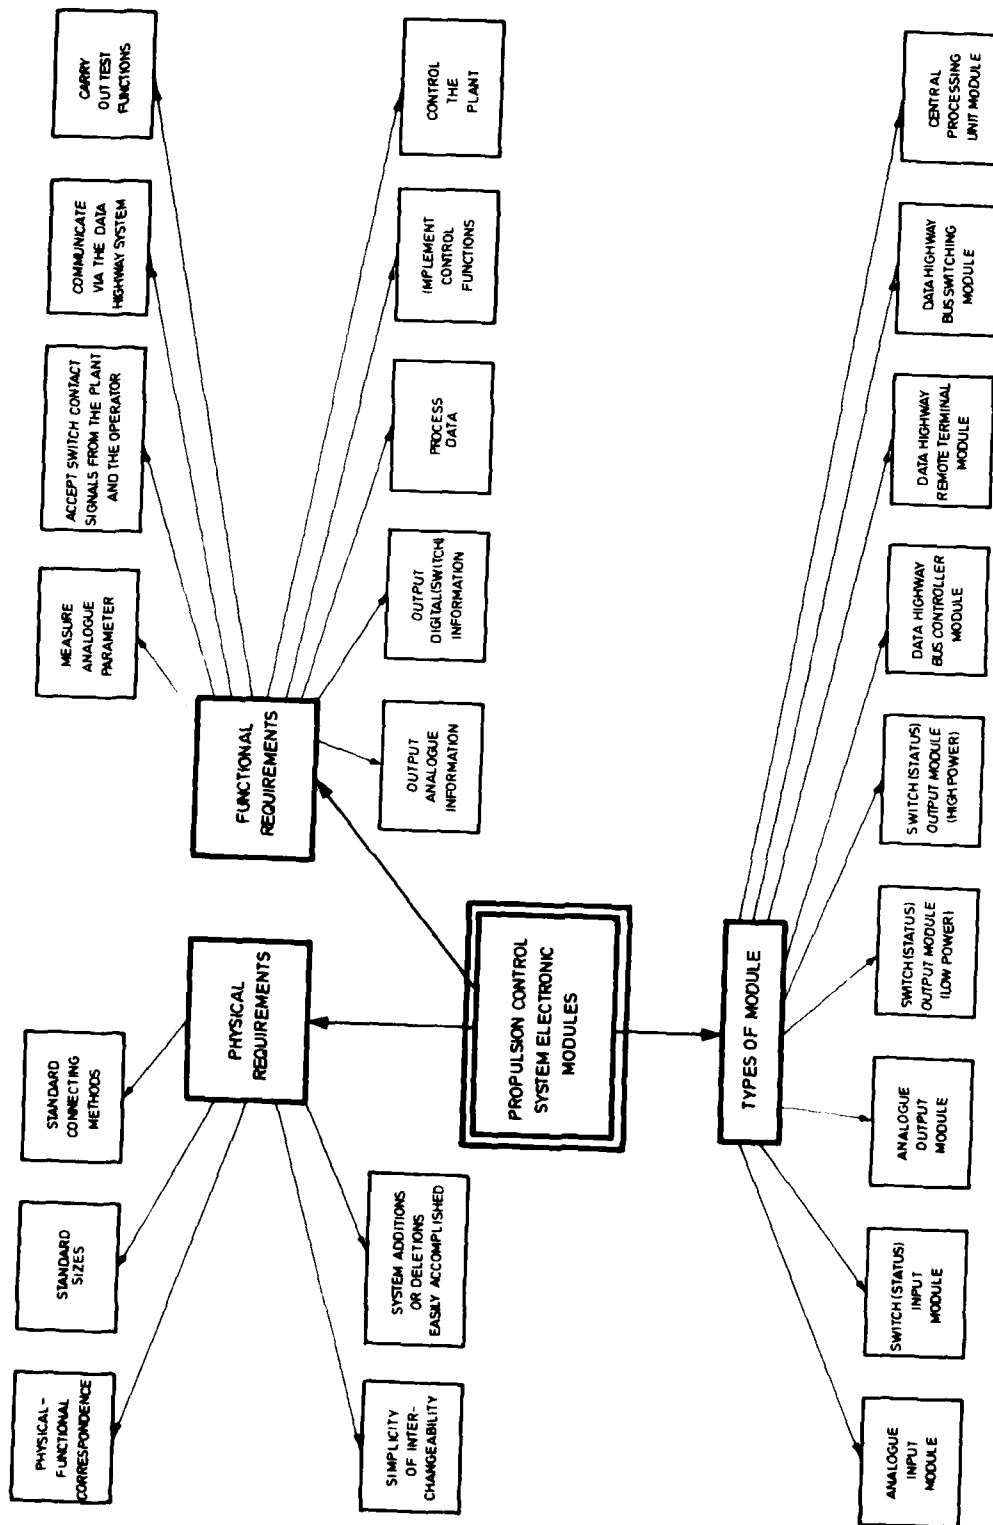 PHYSICAL-
FUNCTIONAL
CORRESPONDENCE
STANDARD
SIZES
STANDARD
CONNECTING
METHODS
MEASURE
ANALOGUE
PARAMETER
ACCEPT SWITCH CONTACT
SIGNALS FROM THE PLANT
AND THE OPERATOR
COMMUNICATE
VIA THE DATA
HIGHWAY SYSTEM
CARRY
OUT TEST
FUNCTIONS
PHYSICAL
REQUIREMENTS
FUNCTIONAL
REQUIREMENTS
SIMPLICITY
OF INTER-
CHANGEABILITY
SYSTEM ADDITIONS
OR DELETIONS
EASILY ACCOMPLISHED
OUTPUT
ANALOGUE
INFORMATION
OUTPUT
DIGITAL(SWITCH)
INFORMATION
PROCESS
DATA
IMPLEMENT
CONTROL
FUNCTIONS
CONTROL
THE
PLANT
PROPULSION CONTROL
SYSTEM ELECTRONIC
MODULES
TYPES OF MODULE
ANALOGUE
INPUT
MODULE
SWITCH (STATUS)
INPUT
MODULE
ANALOGUE
OUTPUT
MODULE
SWITCH (STATUS)
OUTPUT MODULE
(LOW POWER)
SWITCH (STATUS)
OUTPUT MODULE
(HIGH POWER)
DATA HIGHWAY
BUS CONTROLLER
MODULE
DATA HIGHWAY
REMOTE TERMINAL
MODULE
DATA HIGHWAY
BUS SWITCHING
MODULE
CENTRAL
PROCESSING
UNIT MODULE